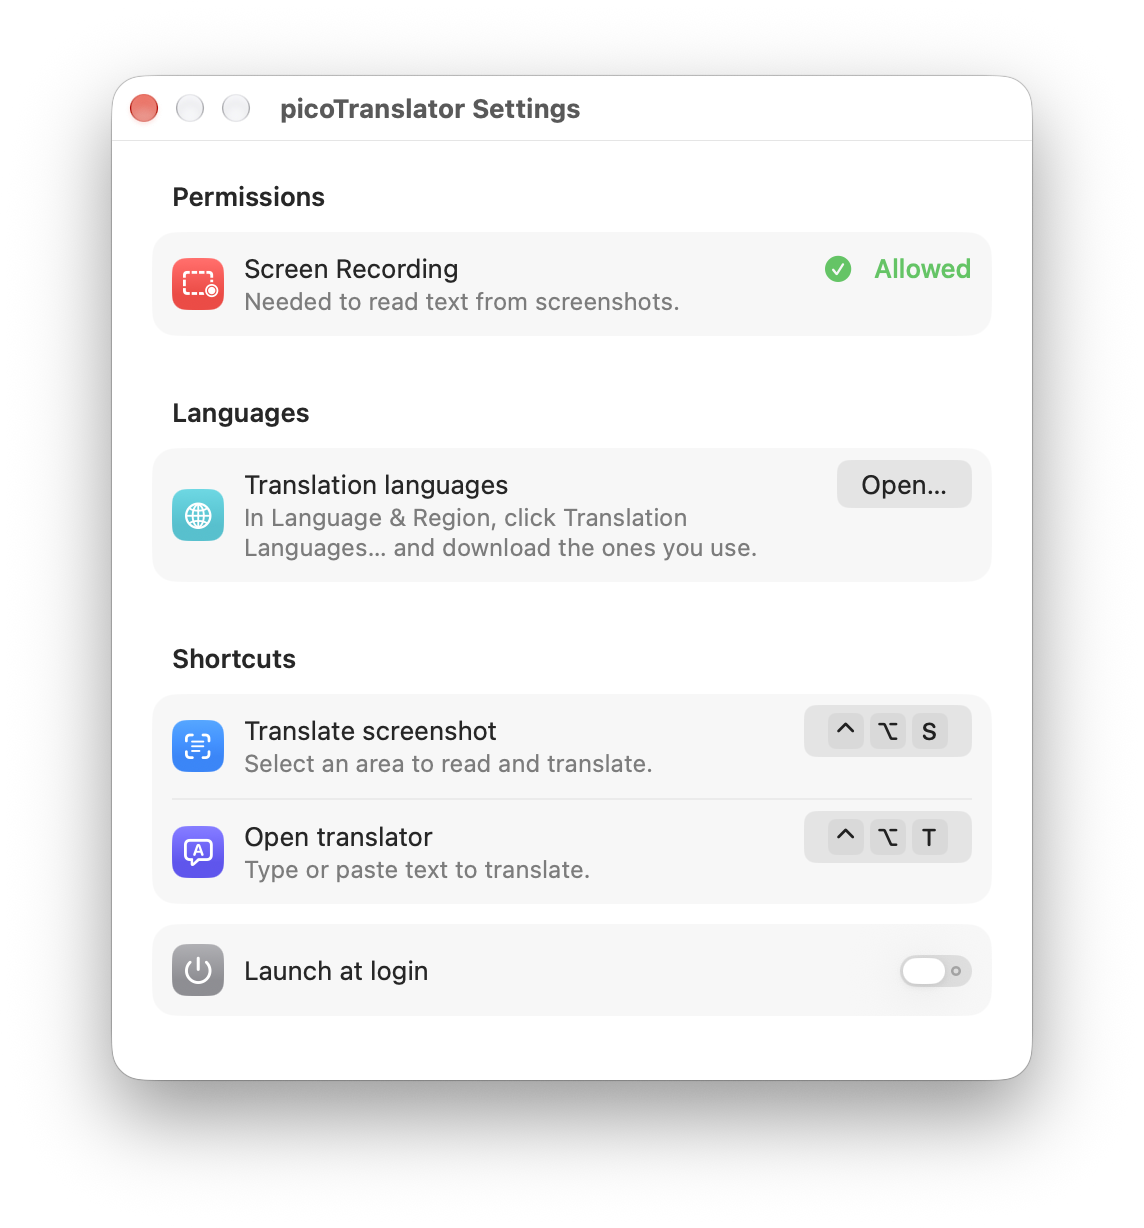 picoTranslator Settings
Permissions
Screen Recording
Allowed
Needed to read text from screenshots.
Languages
Translation languages
Open...
In Language & Region, click Translation
Languages... and download the ones you use.
Shortcuts
Translate screenshot
^ ⌥ S
Select an area to read and translate.
A
Open translator
^ ⌥ T
Type or paste text to translate.
Launch at login